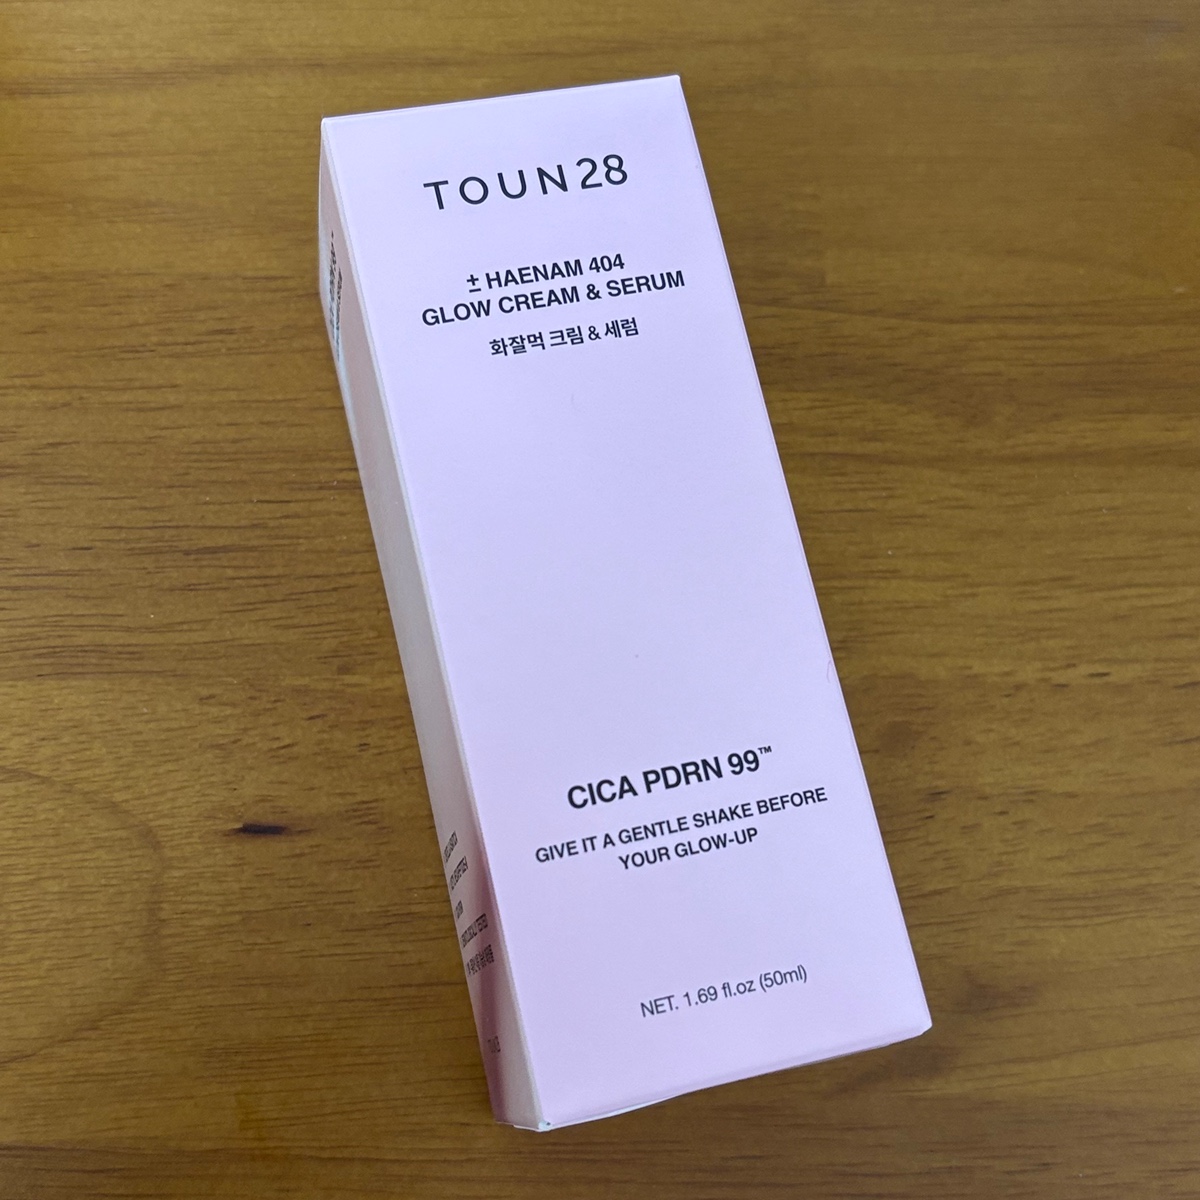 TOUN28
± HAENAM 404
GLOW CREAM & SERUM
화잘먹 크림 & 세럼
CICA PDRN 99™
GIVE IT A GENTLE SHAKE BEFORE
YOUR GLOW-UP
NET. 1.69 fl.oz (50ml)